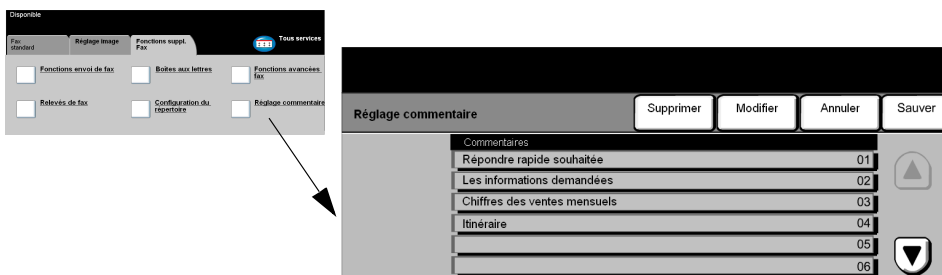 Disponible
Fax standard
Réglage image
Fonctions suppl. Fax
Tous services
Fonctions envoi de fax
Boîtes aux lettres
Fonctions avancées fax
Relevés de fax
Configuration du répertoire
Réglage commentaire
Réglage commentaire
Supprimer
Modifier
Annuler
Sauver
Commentaires
Répondre rapide souhaitée 01
Les informations demandées 02
Chiffres des ventes mensuels 03
Itinéraire 04
05
06